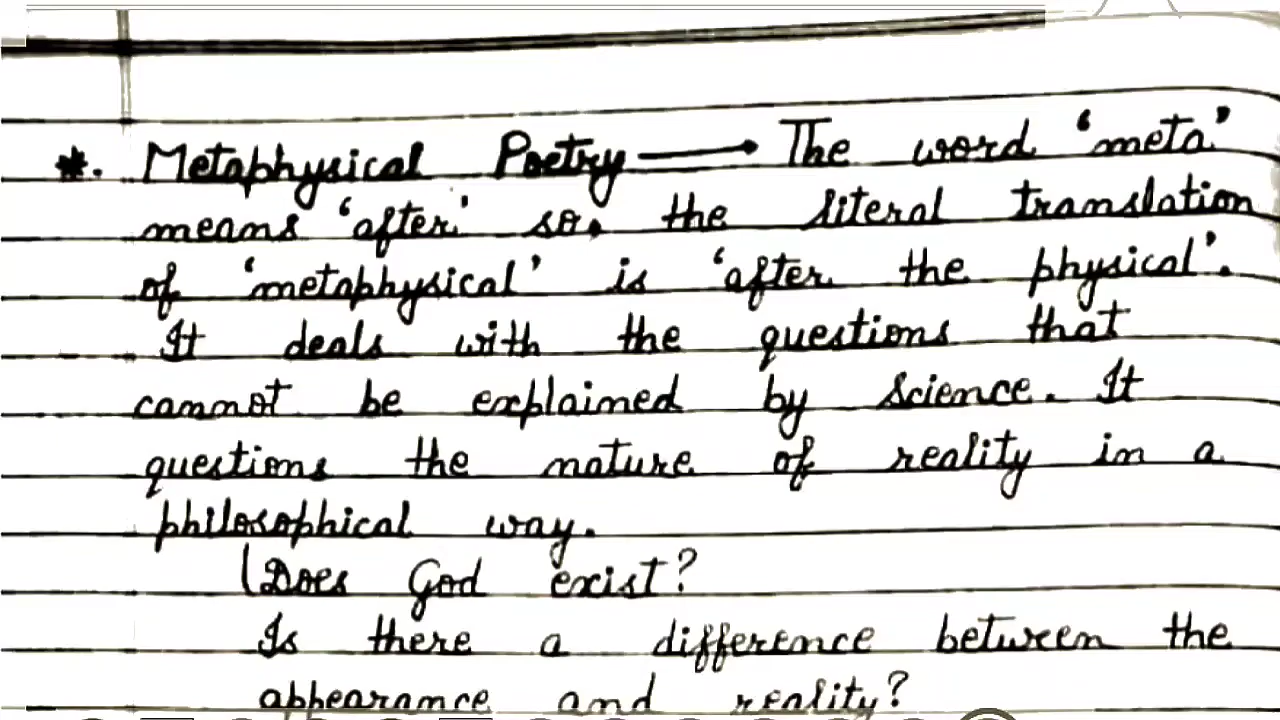 *. Metaphysical Poetry → The word 'meta'
means 'after' so, the literal translation
of 'metaphysical' is 'after the physical'.
It deals with the questions that
cannot be explained by science. It
questions the nature of reality in a
philosophical way.
(Does God exist?
Is there a difference between the
appearance and reality?